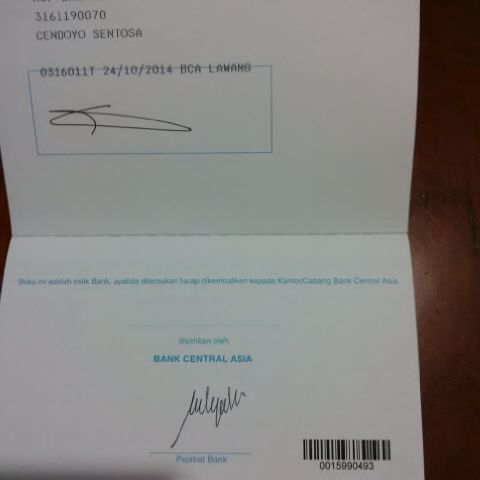 3161190070
CENDOYO SENTOSA
0316011T 24/10/2014 BCA LAWANG
Buku ini adalah milik Bank, apabila ditemukan harap dikembalikan kepada Kantor/Cabang Bank Central Asia
disahkan oleh
BANK CENTRAL ASIA
Pejabat Bank
0015990493